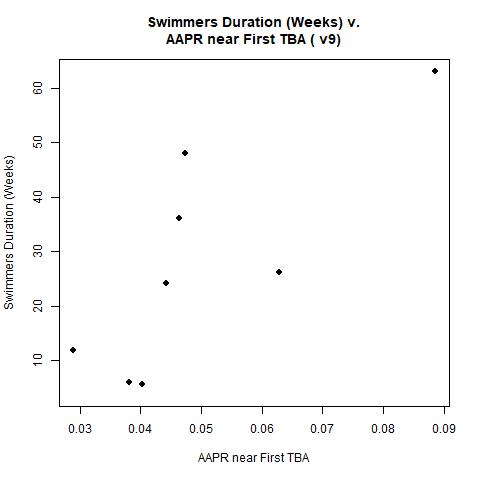 Swimmers Duration (Weeks) v.
AAPR near First TBA ( v9)
Swimmers Duration (Weeks)
60
50
40
30
20
10
0.03 0.04 0.05 0.06 0.07 0.08 0.09
AAPR near First TBA